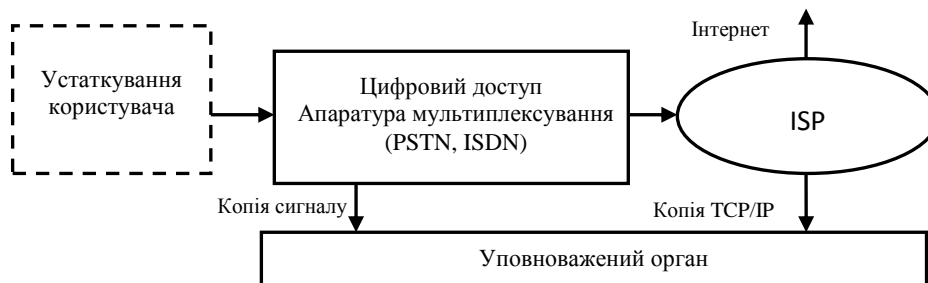 Інтернет
Устаткування
користувача
Цифровий доступ
Апаратура мультиплексування
(PSTN, ISDN)
ISP
Копія сигналу
Копія TCP/IP
Уповноважений орган